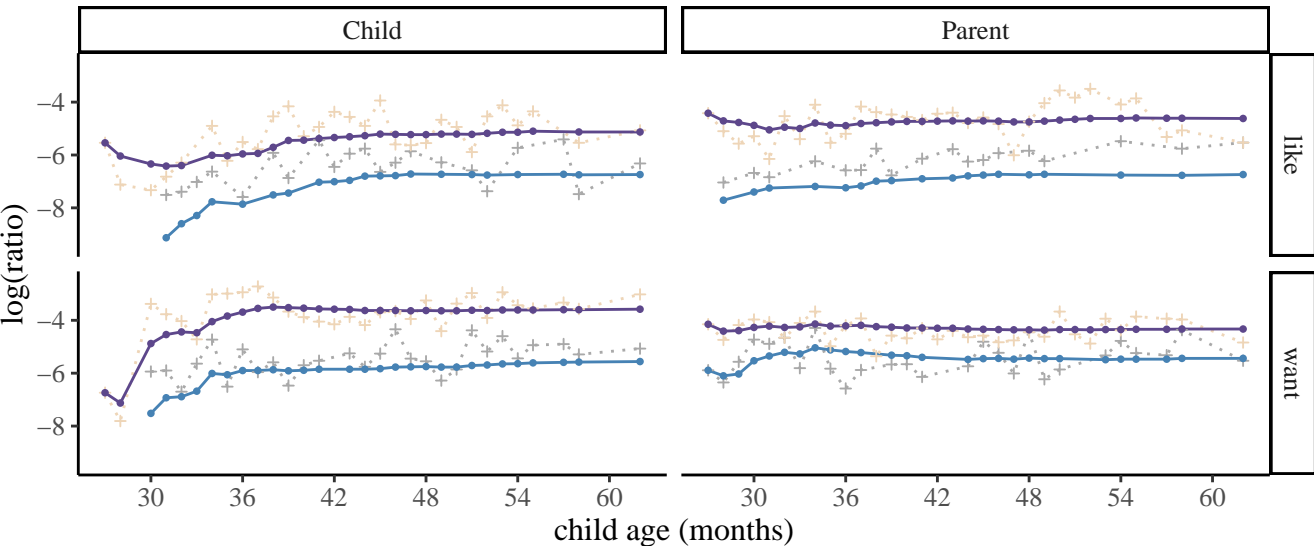 Child Parent
−4
−6
−8
like
−4
−6
−8
want
log(ratio)
30 36 42 48 54 60 30 36 42 48 54 60
child age (months)